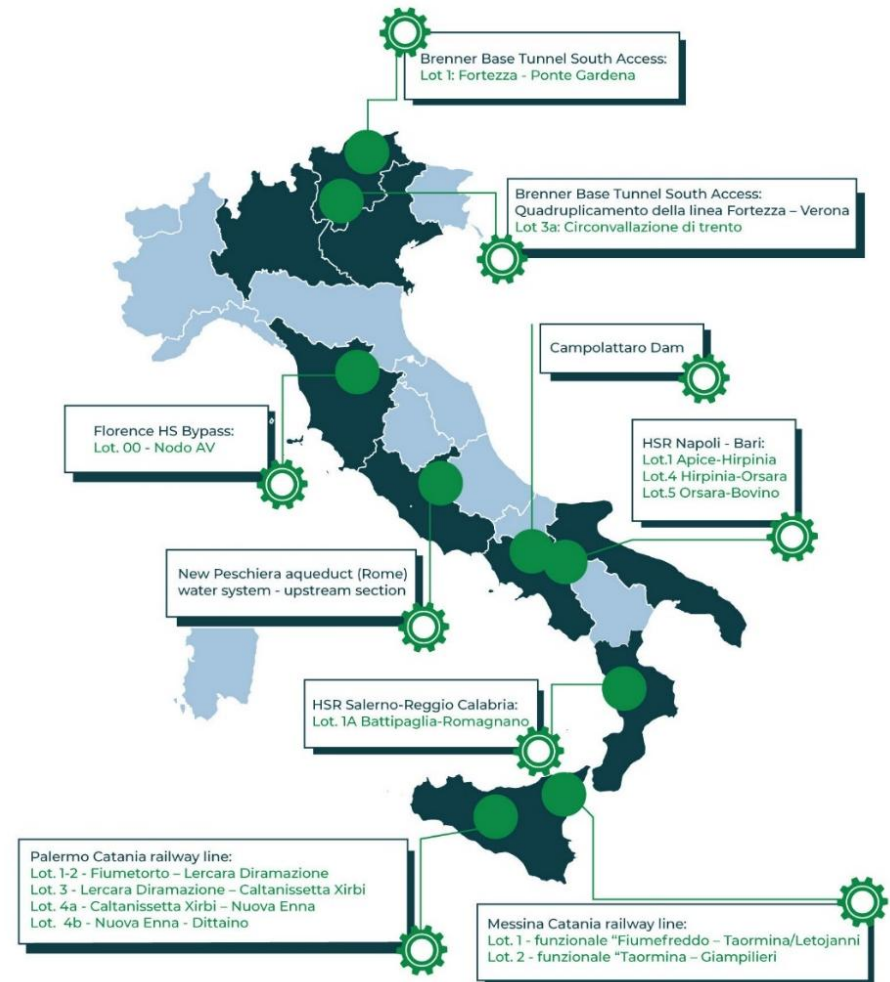 Brenner Base Tunnel South Access:
Lot 1: Fortezza - Ponte Gardena
Brenner Base Tunnel South Access:
Quadruplicamento della linea Fortezza – Verona
Lot 3a: Circonvallazione di trento
Campolattaro Dam
Florence HS Bypass:
Lot. 00 - Nodo AV
HSR Napoli - Bari:
Lot.1 Apice-Hirpinia
Lot.4 Hirpinia-Orsara
Lot.5 Orsara-Bovino
New Peschiera aqueduct (Rome)
water system - upstream section
HSR Salerno-Reggio Calabria:
Lot. 1A Battipaglia-Romagnano
Palermo Catania railway line:
Lot. 1-2 - Fiumetorto – Lercara Diramazione
Lot. 3 - Lercara Diramazione – Caltanissetta Xirbi
Lot. 4a - Caltanissetta Xirbi – Nuova Enna
Lot. 4b - Nuova Enna - Dittaino
Messina Catania railway line:
Lot. 1 - funzionale “Fiumefreddo – Taormina/Letojanni
Lot. 2 - funzionale “Taormina – Giampilieri